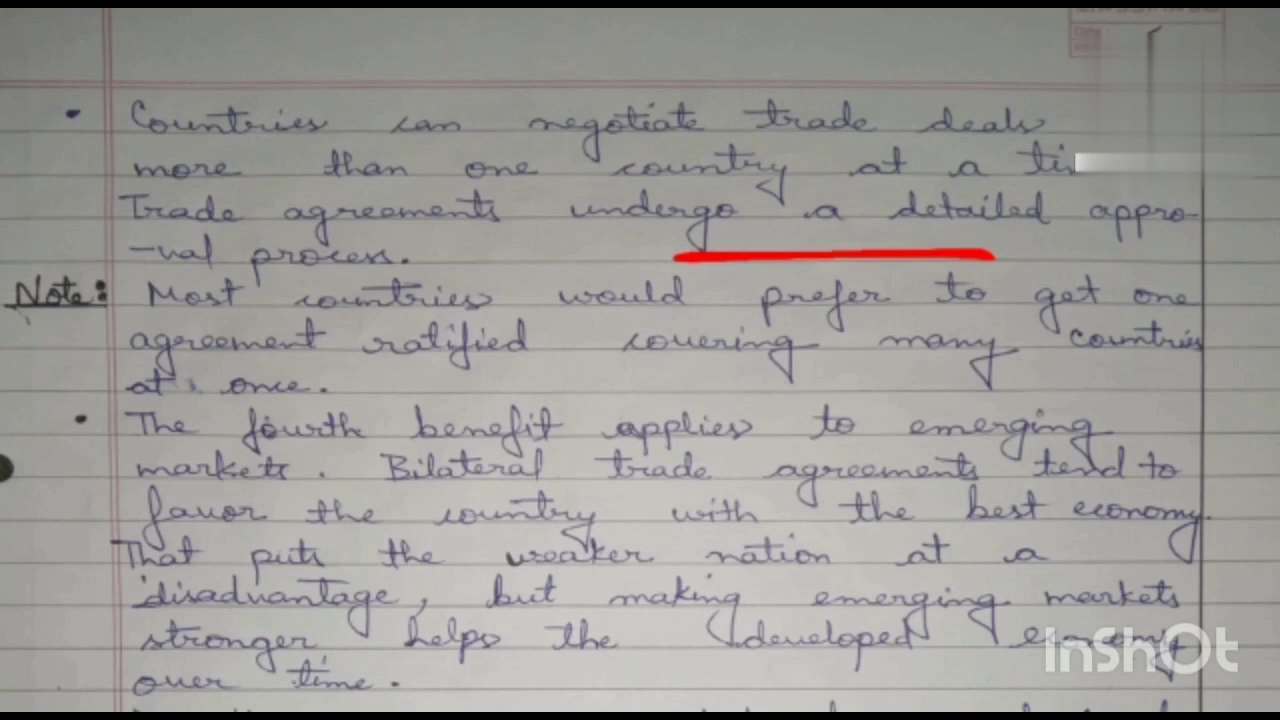 Countries can negotiate trade deals
more than one country at a
Trade agreements undergo a detailed appro-
-val process.
Note: Most countries would prefer to get one
agreement ratified covering many countries
at once.
The fourth benefit applies to emerging
markets. Bilateral trade agreements tend to
favor the country with the best economy.
That puts the weaker nation at a
disadvantage, but making emerging markets
stronger helps the developed economy
over time.
InShOt